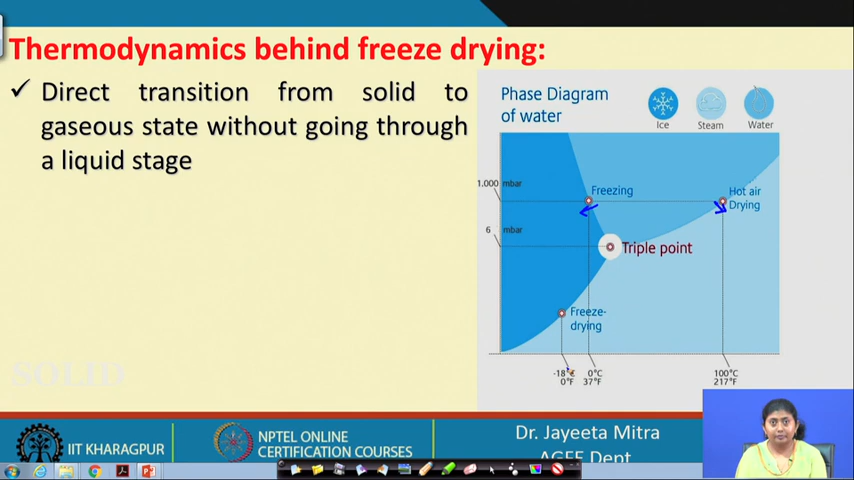 Thermodynamics behind freeze drying:
✓ Direct transition from solid to
gaseous state without going through
a liquid stage
SOLID
Phase Diagram
of water
Ice
Steam
Water
1.000 mbar
Freezing
Hot air
Drying
6 mbar
Triple point
Freeze-
drying
-18°C 0°C 100°C
0°F 37°F 217°F
IIT KHARAGPUR
NPTEL ONLINE
CERTIFICATION COURSES
Dr. Jayeeta Mitra
AGFE Dept.